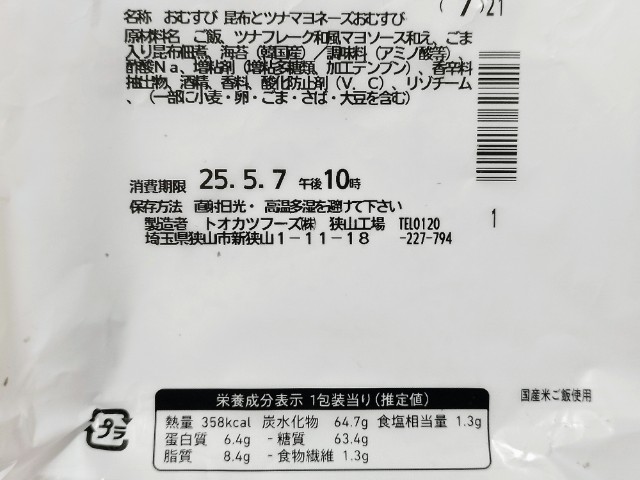 (7)21
名称 おむすび 昆布とツナマヨネーズおむすび
原材料名 ご飯、ツナフレーク和風マヨソース和え、ごま
入り昆布佃煮、海苔(韓国産)/調味料(アミノ酸等)、
酢酸Na、増粘剤(増粘多糖類、加工デンプン)、香辛料
抽出物、酒精、香料、酸化防止剤(V.C)、リゾチーム
、(一部に小麦・卵・ごま・さば・大豆を含む)
消費期限 25.5.7 午後10時
保存方法 直射日光・高温多湿を避けて下さい
製造者 トオカツフーズ㈱ 狭山工場 TEL0120
埼玉県狭山市新狭山1-11-18 -227-794
1
栄養成分表示 1包装当り(推定値)
熱量 358kcal 炭水化物 64.7g 食塩相当量 1.3g
蛋白質 6.4g -糖質 63.4g
脂質 8.4g -食物繊維 1.3g
国産米ご飯使用
プラ